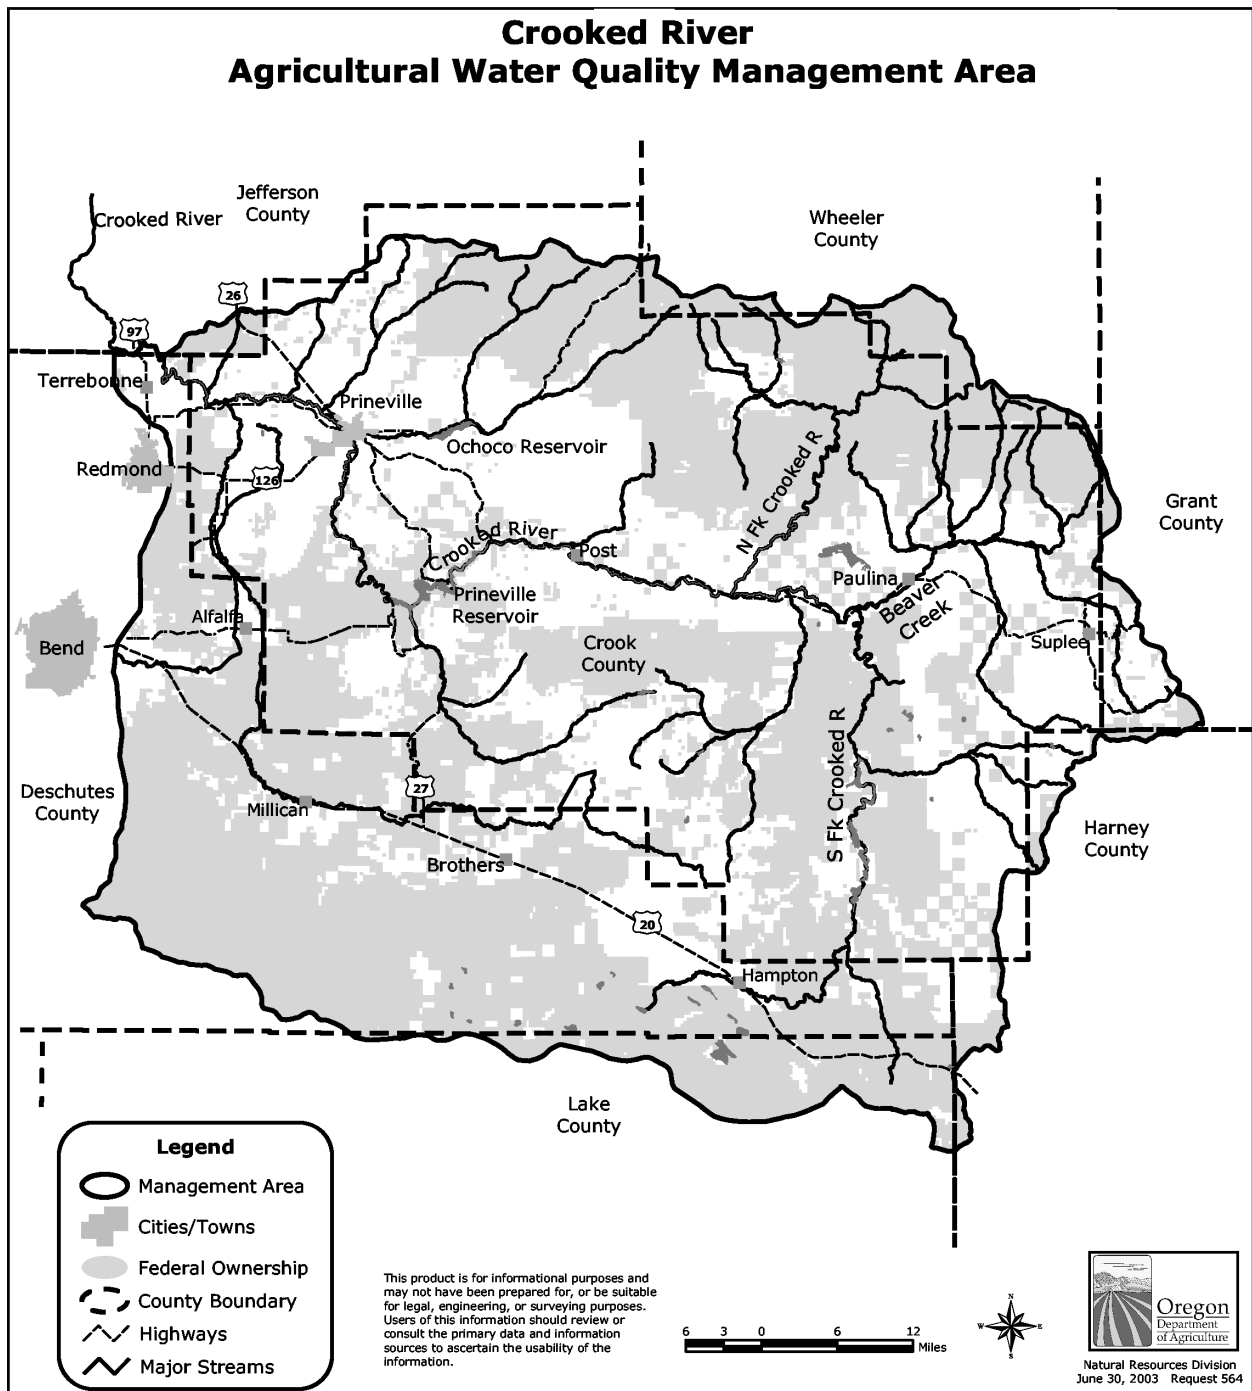 Crooked River
Agricultural Water Quality Management Area
Jefferson
County
Crooked River
Wheeler
County
26
97
Terrebonne
Prineville
Ochoco Reservoir
Redmond
126
N Fk Crooked R
Grant
County
Crooked River
Post
Paulina
Prineville
Reservoir
Beaver
Creek
Alfalfa
Bend
Crook
County
Suplee
S Fk Crooked R
Deschutes
County
27
Millican
Harney
County
Brothers
20
Hampton
Lake
County
Legend
Management Area
Cities/Towns
Federal Ownership
County Boundary
Highways
Major Streams
This product is for informational purposes and
may not have been prepared for, or be suitable
for legal, engineering, or surveying purposes.
Users of this information should review or
consult the primary data and information
sources to ascertain the usability of the
information.
6 3 0 6 12
Miles
N
W E
S
Oregon
Department
of Agriculture
Natural Resources Division
June 30, 2003 Request 564